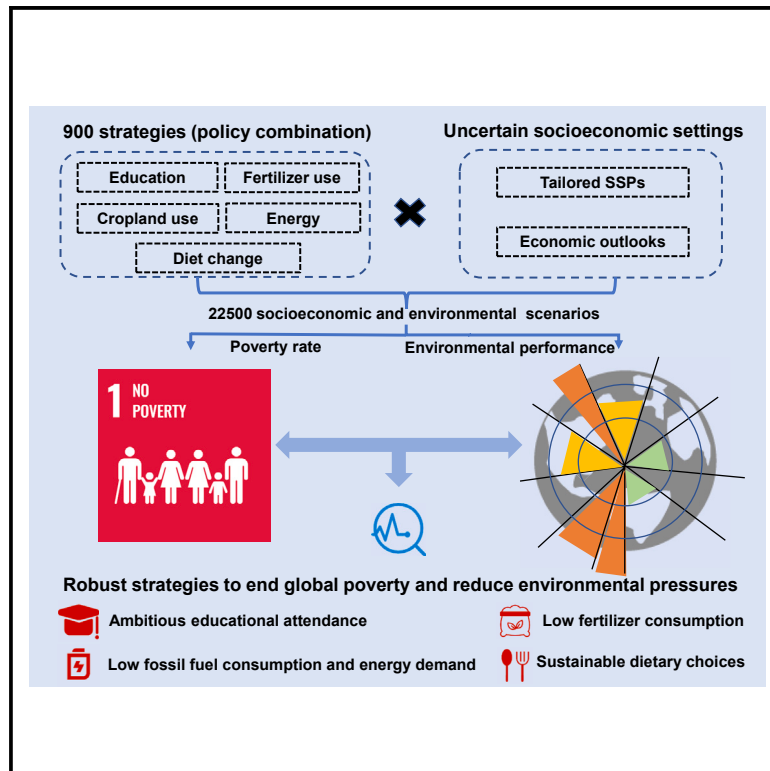 900 strategies (policy combination)
Uncertain socioeconomic settings
Education
Fertilizer use
Cropland use
Energy
Diet change
Tailored SSPs
Economic outlooks
22500 socioeconomic and environmental scenarios
Poverty rate
Environmental performance
1 NO
POVERTY
Robust strategies to end global poverty and reduce environmental pressures
Ambitious educational attendance
Low fertilizer consumption
Low fossil fuel consumption and energy demand
Sustainable dietary choices